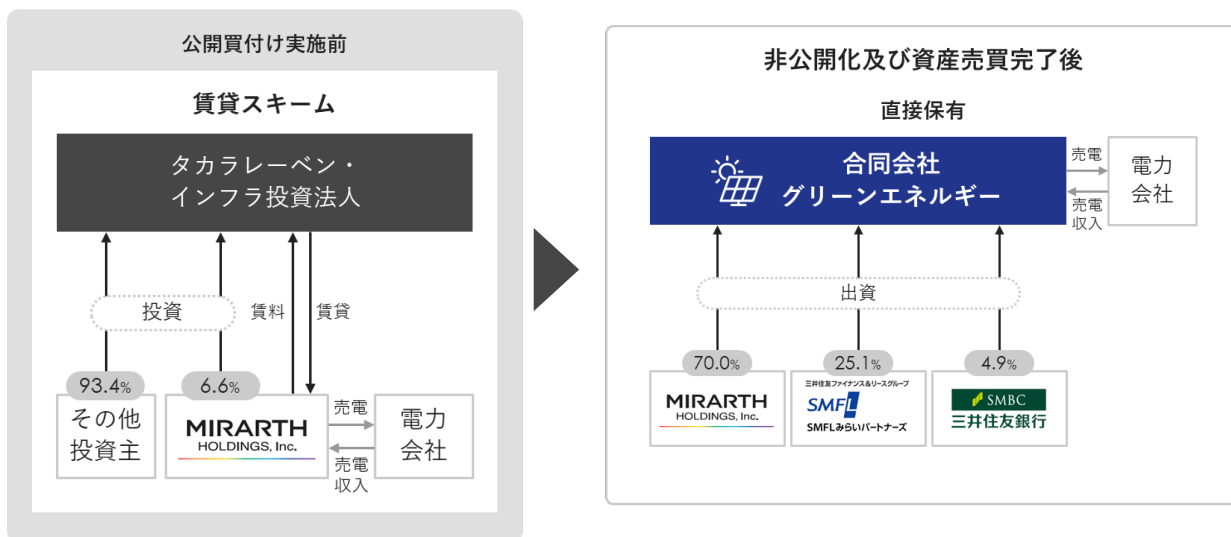 公開買付け実施前
賃貸スキーム
タカラレーベン・
インフラ投資法人
投資
賃料
賃貸
93.4%
6.6%
その他
投資主
MIRARTH
HOLDINGS, Inc.
売電
売電
収入
電力
会社
非公開化及び資産売買完了後
直接保有
合同会社
グリーンエネルギー
売電
売電
収入
電力
会社
出資
70.0%
25.1%
4.9%
MIRARTH
HOLDINGS, Inc.
三井住友ファイナンス&リースグループ
SMFL
SMFLみらいパートナーズ
SMBC
三井住友銀行